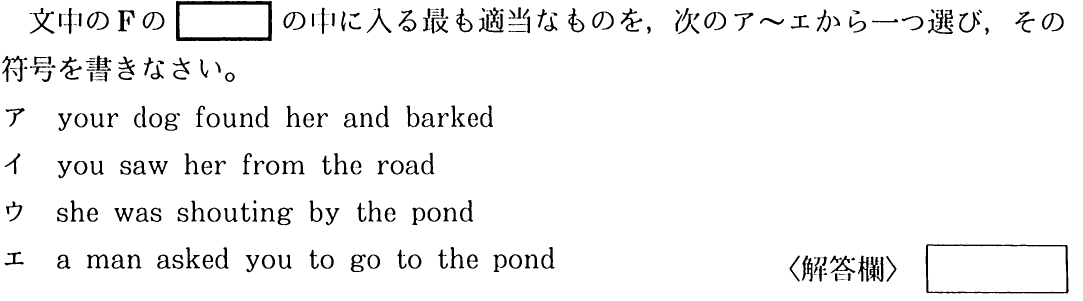 文中のFの  の中に入る最も適当なものを，次のア～エから一つ選び，その
符号を書きなさい。
ア your dog found her and barked
イ you saw her from the road
ウ she was shouting by the pond
エ a man asked you to go to the pond
〈解答欄〉